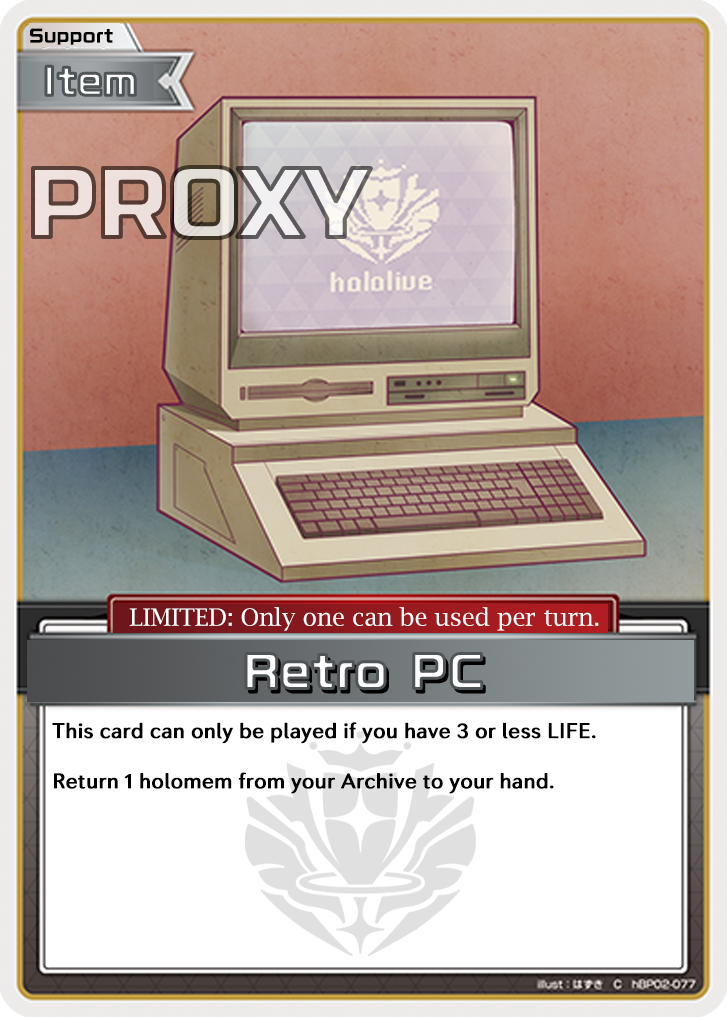 Support
Item
PROXY
hololive
LIMITED: Only one can be used per turn.
Retro PC
This card can only be played if you have 3 or less LIFE.
Return 1 holomem from your Archive to your hand.
illust : はずき C hBP02-077